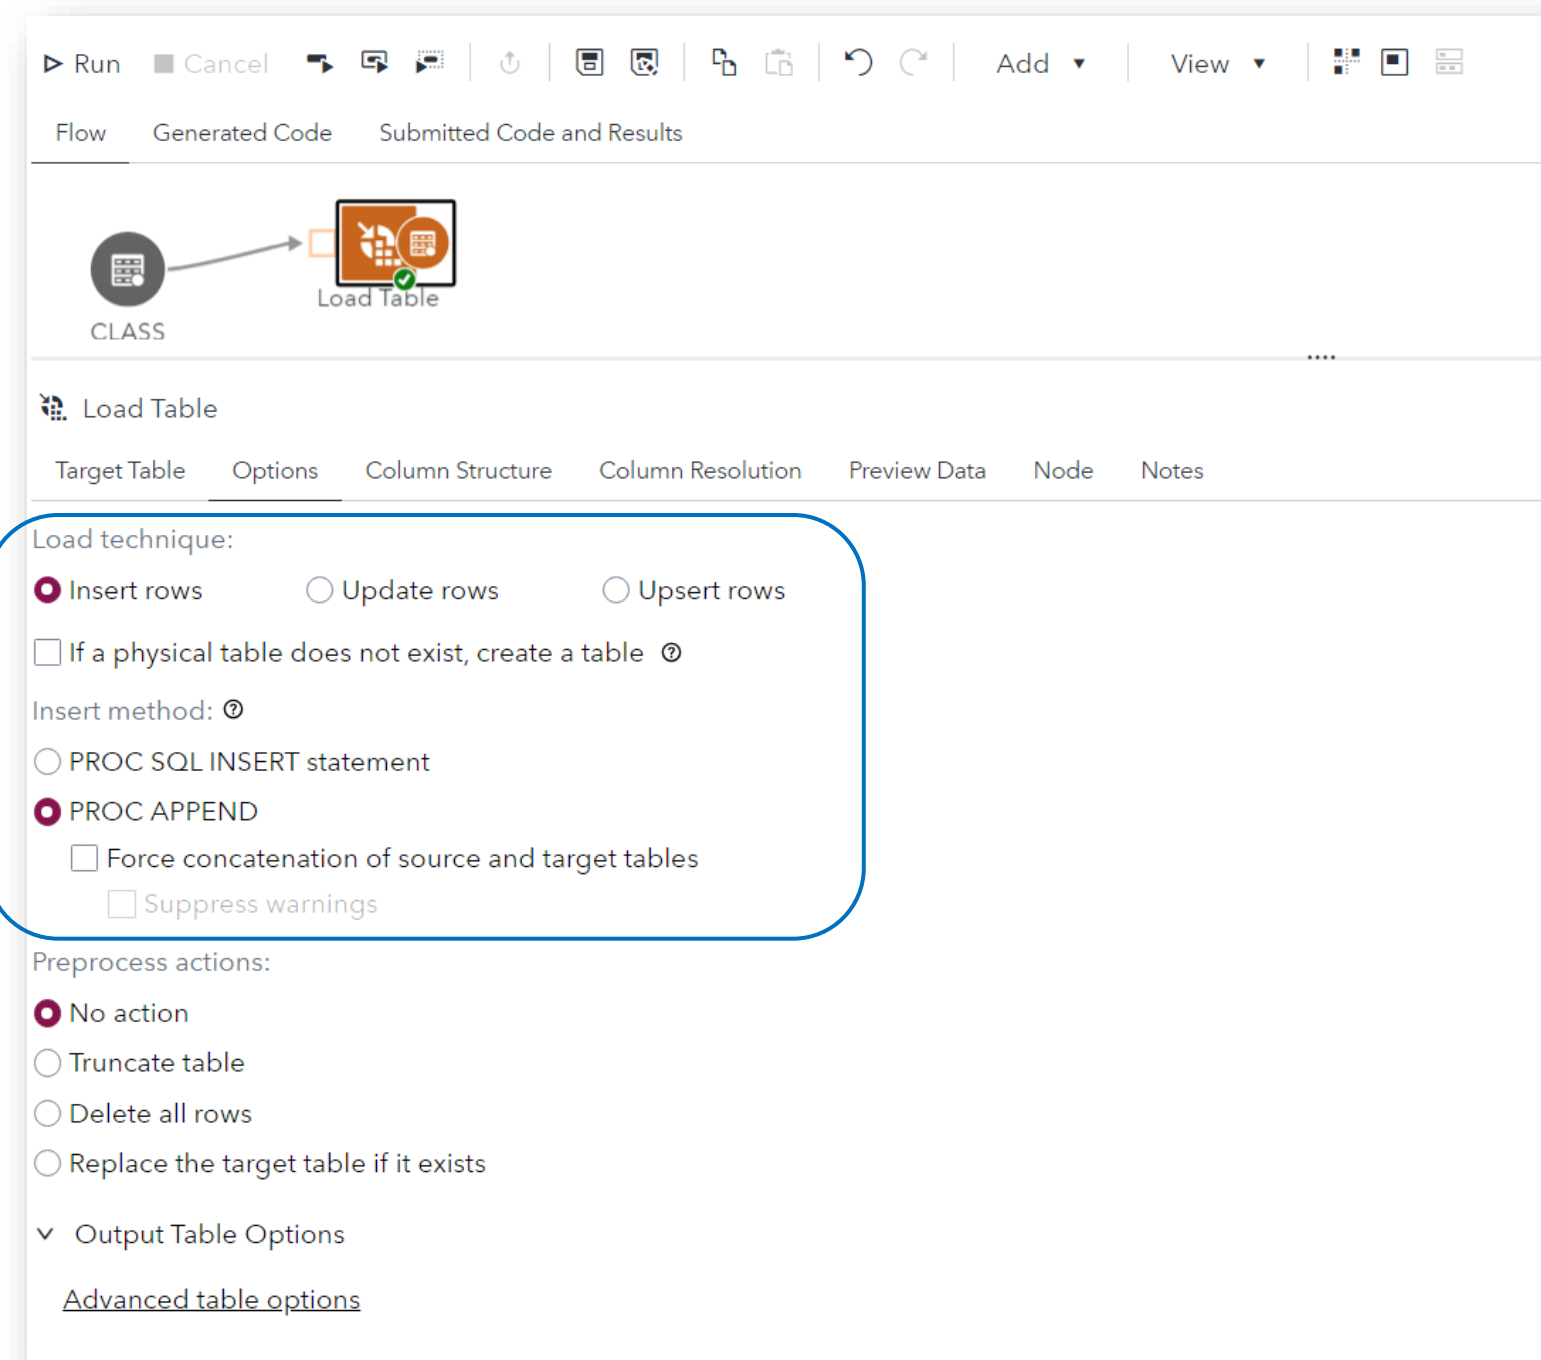 Run Cancel Add View
Flow Generated Code Submitted Code and Results
Load Table
CLASS
Load Table
Target Table Options Column Structure Column Resolution Preview Data Node Notes
Load technique:
Insert rows Update rows Upsert rows
If a physical table does not exist, create a table
Insert method:
PROC SQL INSERT statement
PROC APPEND
Force concatenation of source and target tables
Suppress warnings
Preprocess actions:
No action
Truncate table
Delete all rows
Replace the target table if it exists
Output Table Options
Advanced table options